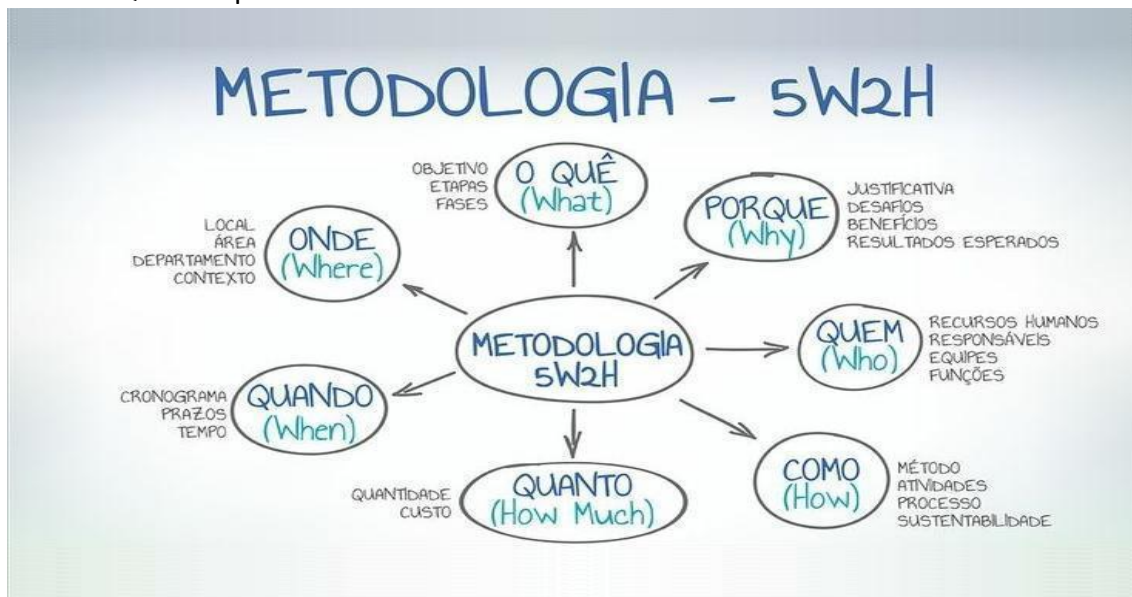 METODOLOGIA - 5W2H
OBJETIVO
ETAPAS
FASES
O QUÊ
(What)
PORQUE
(Why)
JUSTIFICATIVA
DESAFIOS
BENEFÍCIOS
RESULTADOS ESPERADOS
LOCAL
ÁREA
DEPARTAMENTO
CONTEXTO
ONDE
(Where)
METODOLOGIA
5W2H
QUEM
(Who)
RECURSOS HUMANOS
RESPONSÁVEIS
EQUIPES
FUNÇÕES
CRONOGRAMA
PRAZOS
TEMPO
QUANDO
(When)
QUANTIDADE
CUSTO
QUANTO
(How Much)
COMO
(How)
MÉTODO
ATIVIDADES
PROCESSO
SUSTENTABILIDADE